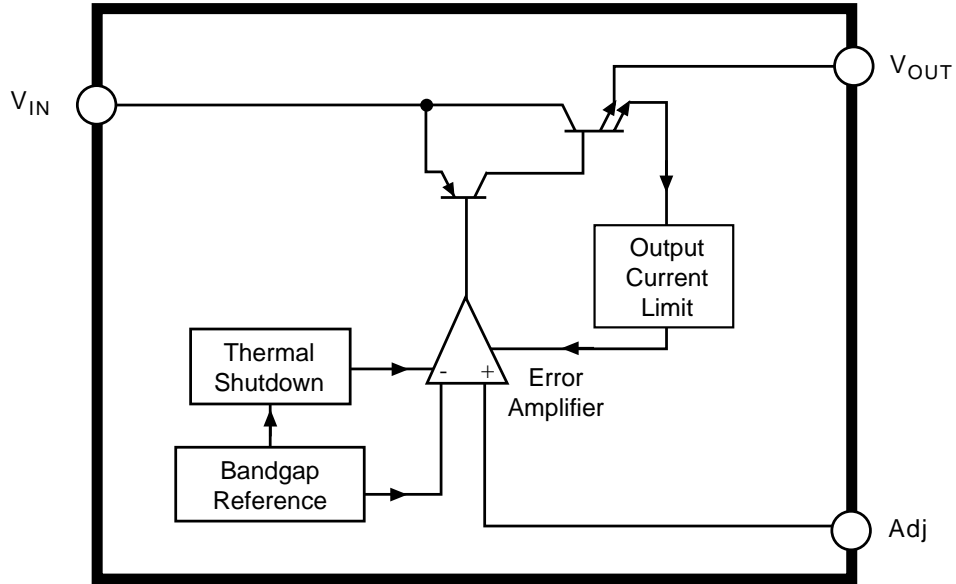 V_OUT
V_IN
Output
Current
Limit
Thermal
Shutdown
- +
Error
Amplifier
Bandgap
Reference
Adj